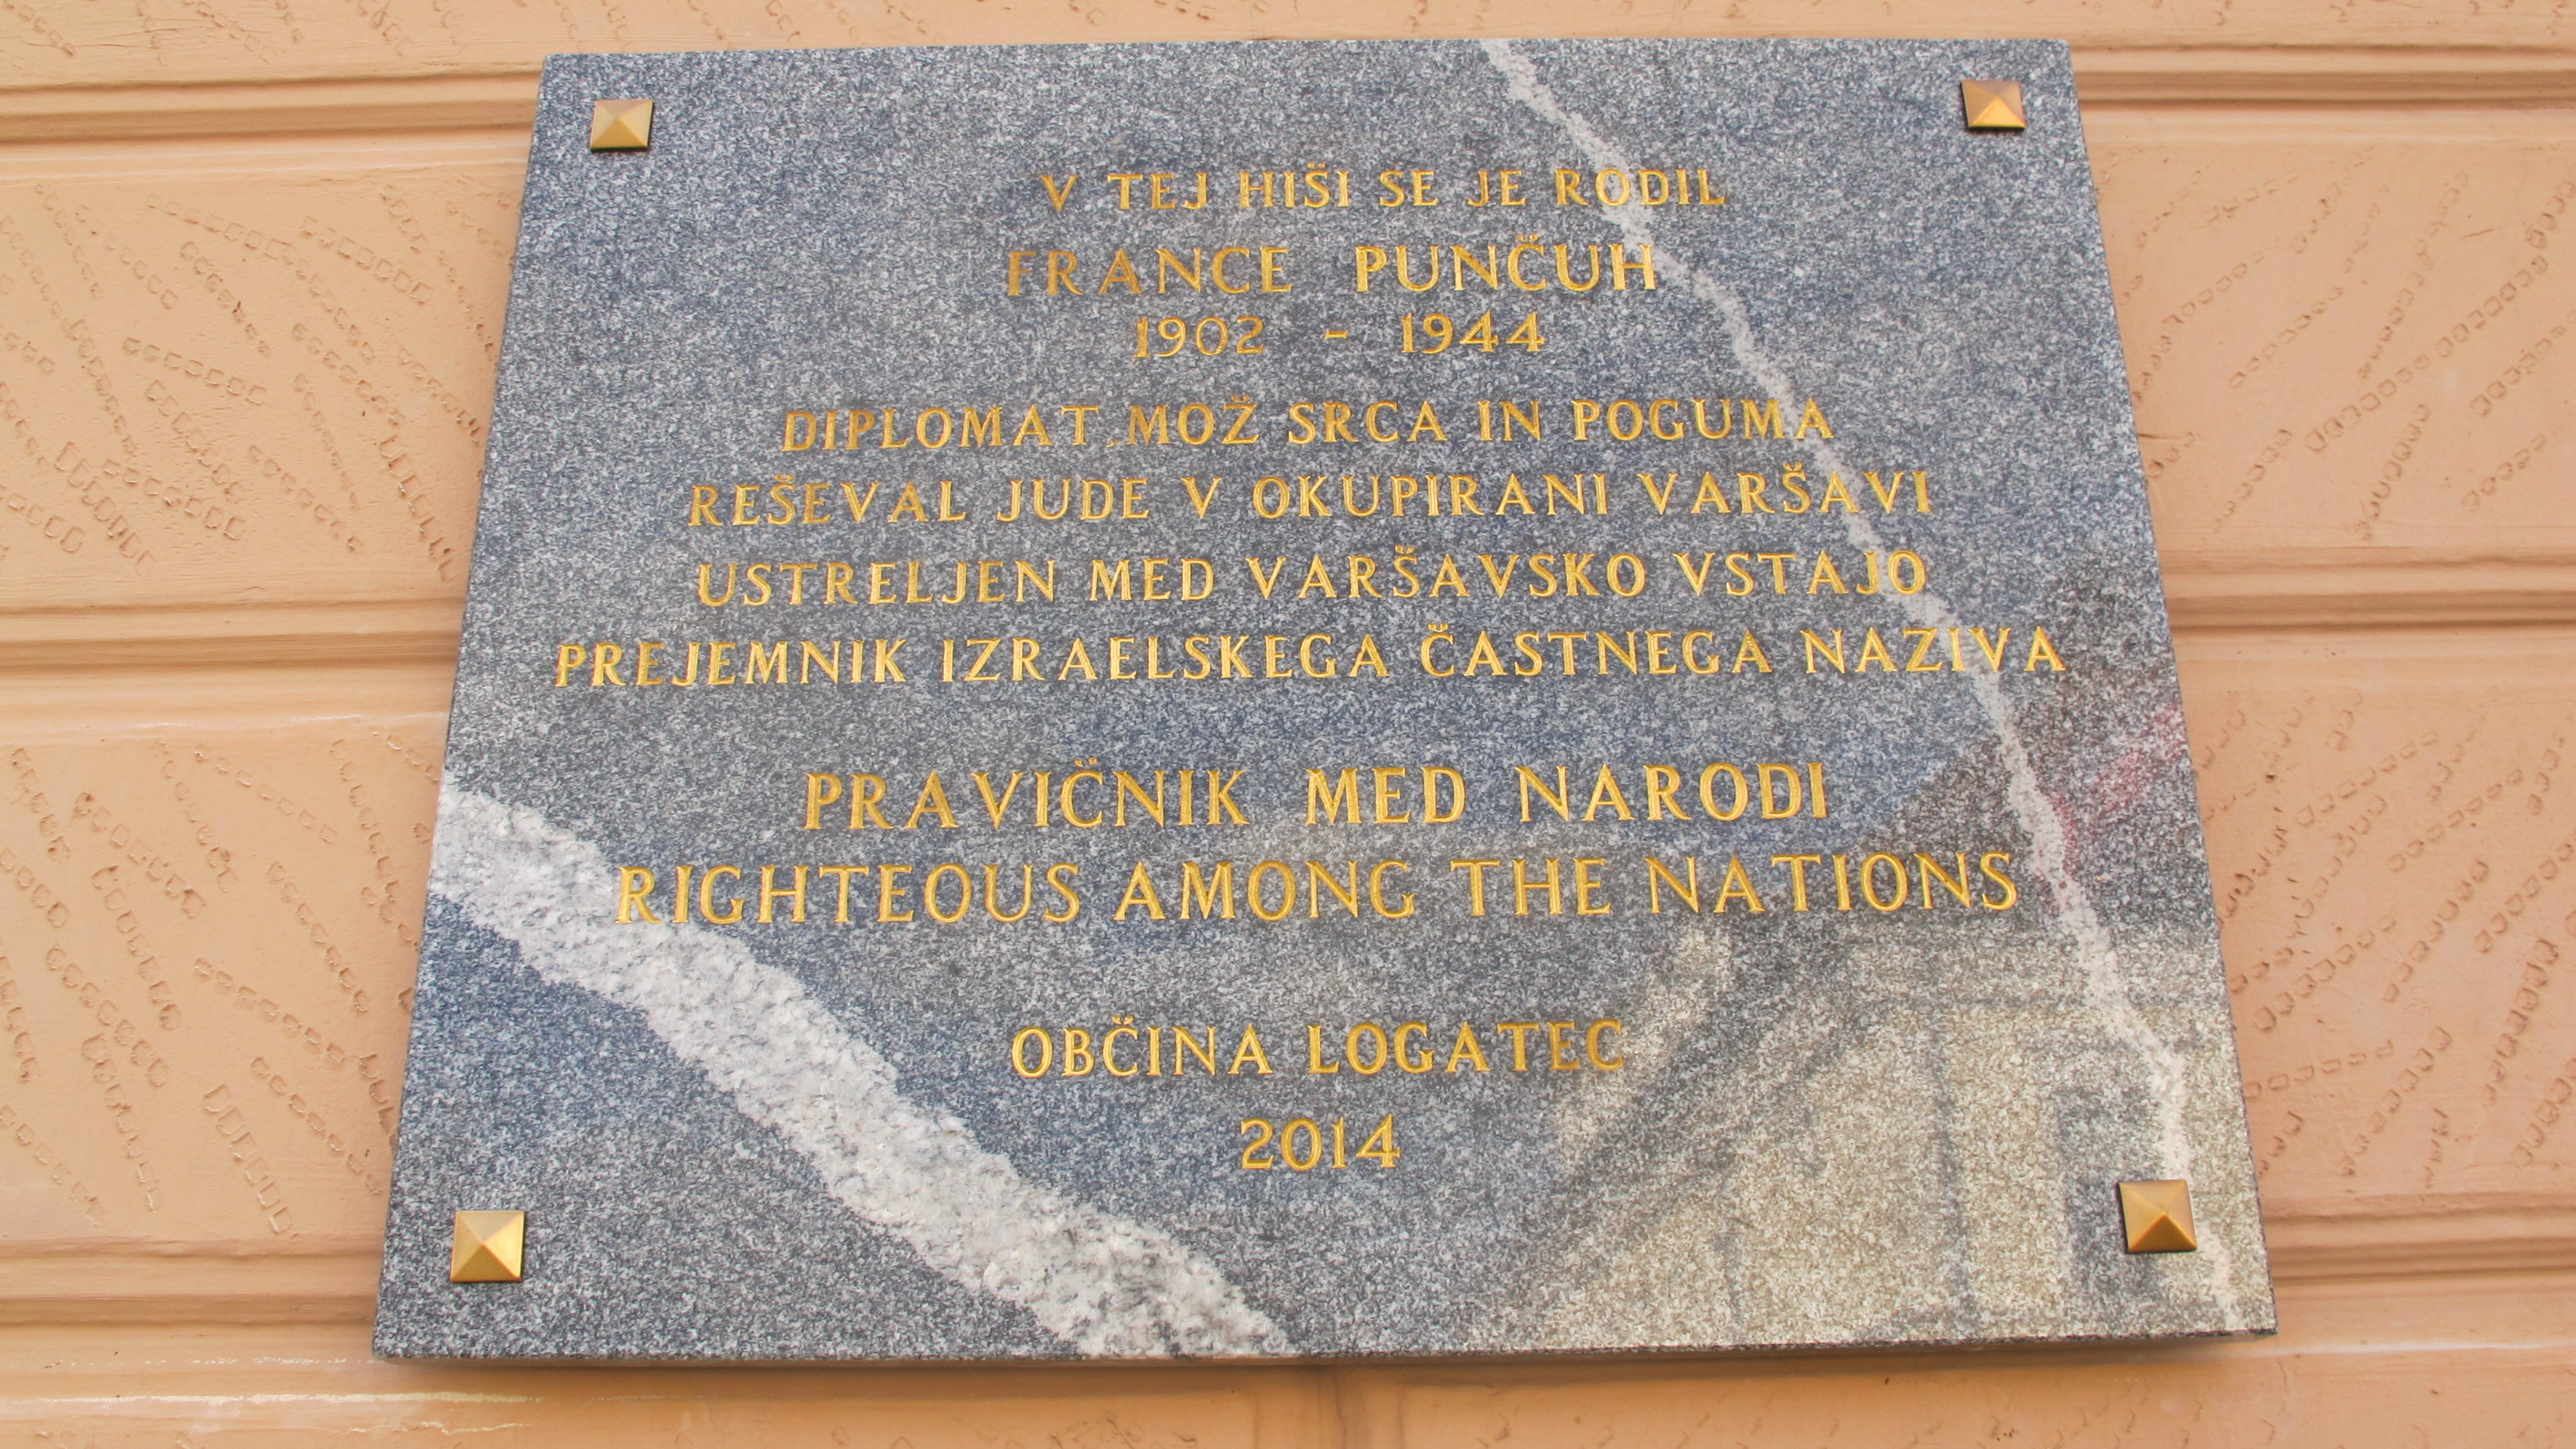 V TEJ HIŠI SE JE RODIL
FRANCE PUNČUH
1902 - 1944
DIPLOMAT, MOŽ SRCA IN POGUMA
REŠEVAL JUDE V OKUPIRANI VARŠAVI
USTRELJEN MED VARŠAVSKO VSTAJO
PREJEMNIK IZRAELSKEGA ČASTNEGA NAZIVA
PRAVIČNIK MED NARODI
RIGHTEOUS AMONG THE NATIONS
OBČINA LOGATEC
2014